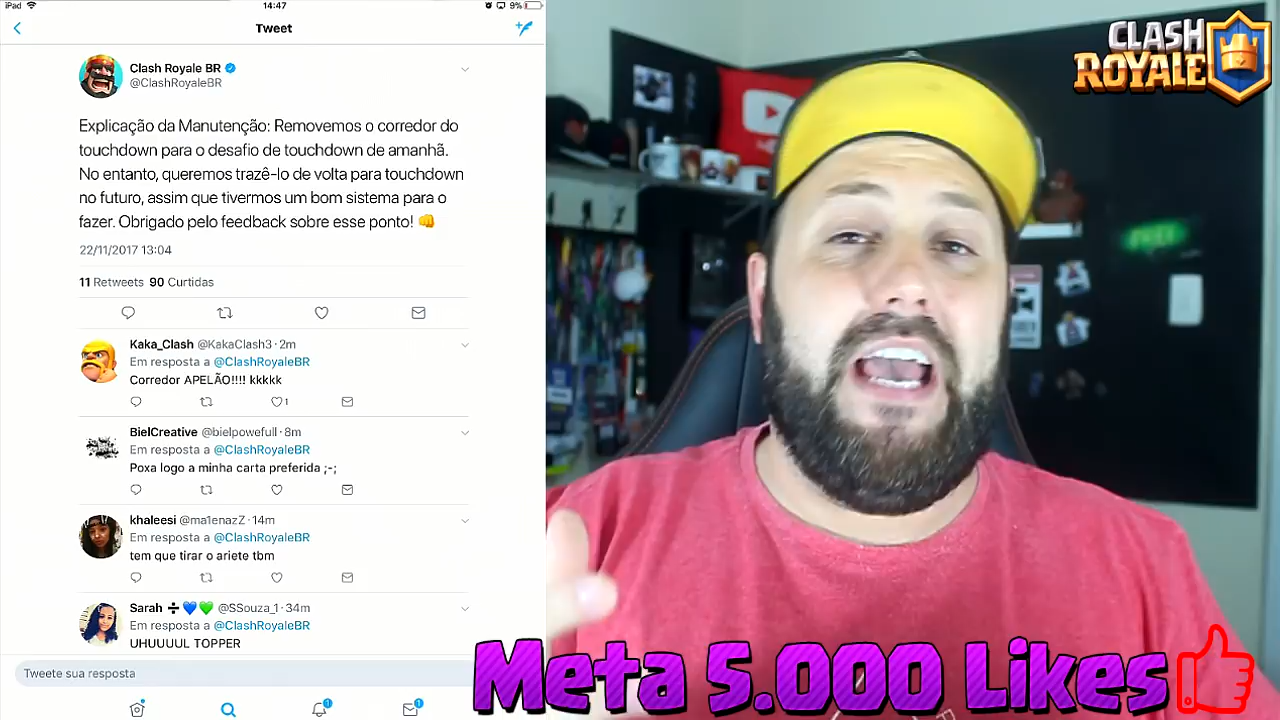 iPad 14:47 9%
Tweet
Clash Royale BR
@ClashRoyaleBR
Explicação da Manutenção: Removemos o corredor do
touchdown para o desafio de touchdown de amanhã.
No entanto, queremos trazê-lo de volta para touchdown
no futuro, assim que tivermos um bom sistema para o
fazer. Obrigado pelo feedback sobre esse ponto! 👊
22/11/2017 13:04
11 Retweets 90 Curtidas
Kaka_Clash @KakaClash3 · 2m
Em resposta a @ClashRoyaleBR
Corredor APELÃO!!!! kkkkk
1
BielCreative @bielpowefull · 8m
Em resposta a @ClashRoyaleBR
Poxa logo a minha carta preferida ;-;
khaleesi @ma1enazZ · 14m
Em resposta a @ClashRoyaleBR
tem que tirar o ariete tbm
Sarah ➗💙💚 @SSouza_1 · 34m
Em resposta a @ClashRoyaleBR
UHUUUUL TOPPER
Tweete sua resposta
1
1
CLASH
ROYALE
Meta 5.000 Likes